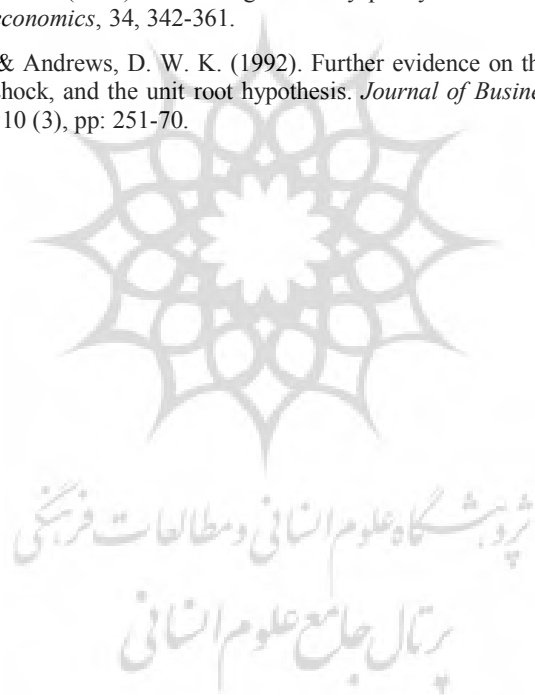 conomics, 34, 342-361.
& Andrews, D. W. K. (1992). Further evidence on th
hock, and the unit root hypothesis. Journal of Busine
10 (3), pp: 251-70.
پژوهشگاه علوم انسانی و مطالعات فرهنگی
پرتال جامع علوم انسانی